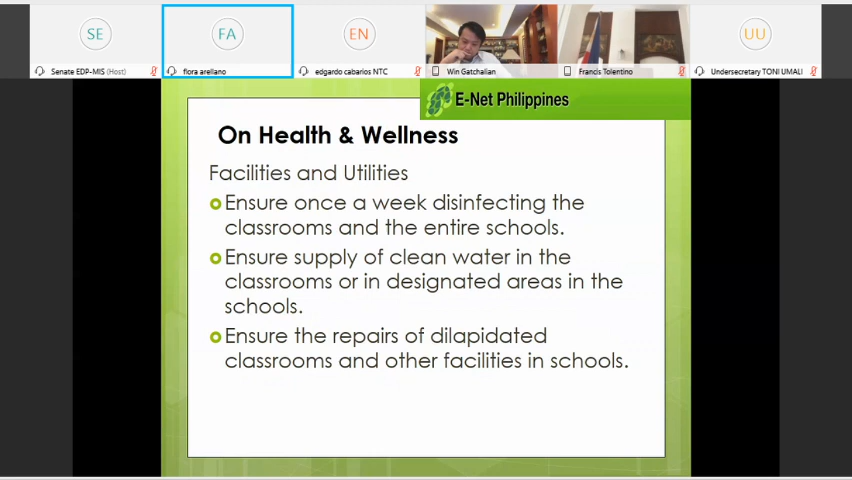 SE
FA
EN
UU
Senate EDP-MIS (Host)
flora arellano
edgardo cabarios NTC
Win Gatchalian
Francis Tolentino
Undersecretary TONI UMALI
E-Net Philippines
On Health & Wellness
Facilities and Utilities
Ensure once a week disinfecting the
classrooms and the entire schools.
Ensure supply of clean water in the
classrooms or in designated areas in the
schools.
Ensure the repairs of dilapidated
classrooms and other facilities in schools.